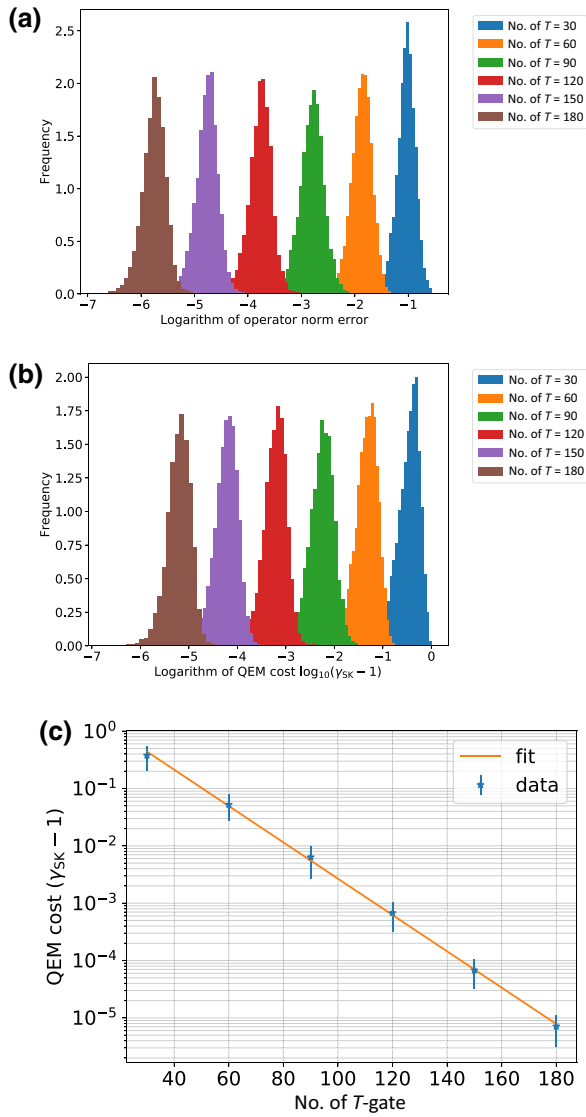 (a)
2.5
2.0
1.5
1.0
0.5
0.0
Frequency
−7 −6 −5 −4 −3 −2 −1
Logarithm of operator norm error
No. of T = 30
No. of T = 60
No. of T = 90
No. of T = 120
No. of T = 150
No. of T = 180
(b)
2.00
1.75
1.50
1.25
1.00
0.75
0.50
0.25
0.00
Frequency
−7 −6 −5 −4 −3 −2 −1 0
Logarithm of QEM cost log₁₀(γ_SK − 1)
No. of T = 30
No. of T = 60
No. of T = 90
No. of T = 120
No. of T = 150
No. of T = 180
(c)
10⁰
10⁻¹
10⁻²
10⁻³
10⁻⁴
10⁻⁵
QEM cost (γ_SK − 1)
fit
data
40 60 80 100 120 140 160 180
No. of T-gate